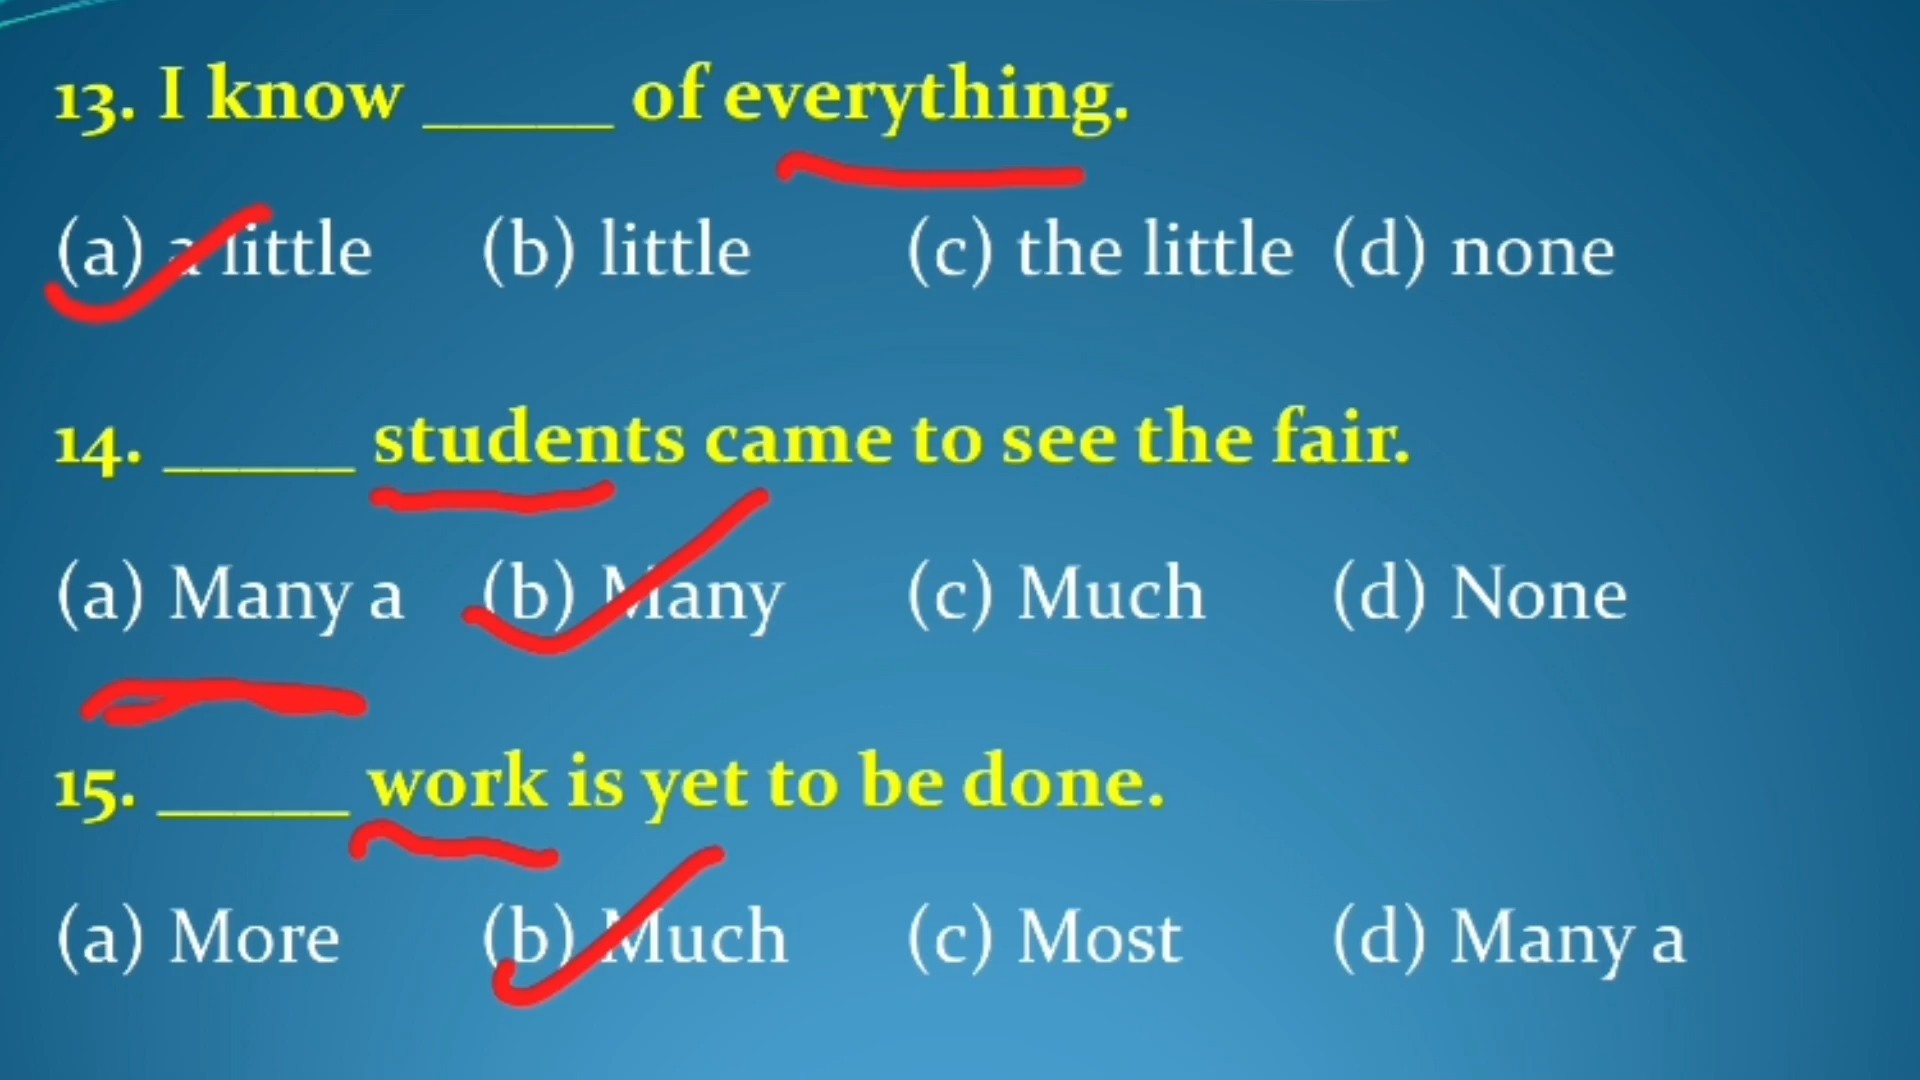 13. I know _____ of everything.
(a) a little (b) little (c) the little (d) none
14. _____ students came to see the fair.
(a) Many a (b) Many (c) Much (d) None
15. _____ work is yet to be done.
(a) More (b) Much (c) Most (d) Many a